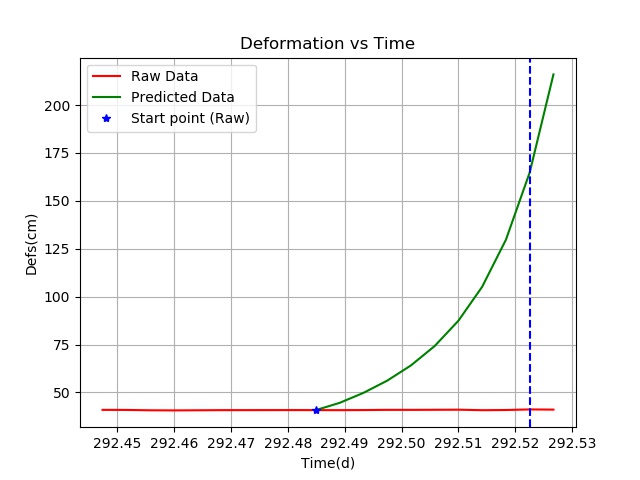 Deformation vs Time
Raw Data
Predicted Data
Start point (Raw)
Defs(cm)
200
175
150
125
100
75
50
292.45 292.46 292.47 292.48 292.49 292.50 292.51 292.52 292.53
Time(d)